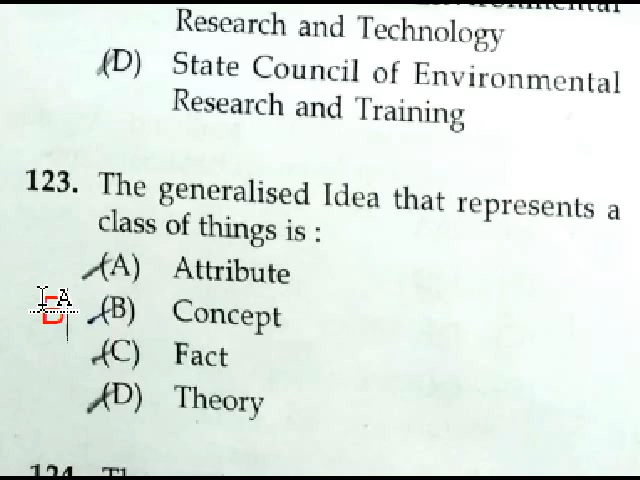 Research and Technology
(D) State Council of Environmental
Research and Training
123. The generalised Idea that represents a
class of things is :
(A) Attribute
(B) Concept
(C) Fact
(D) Theory